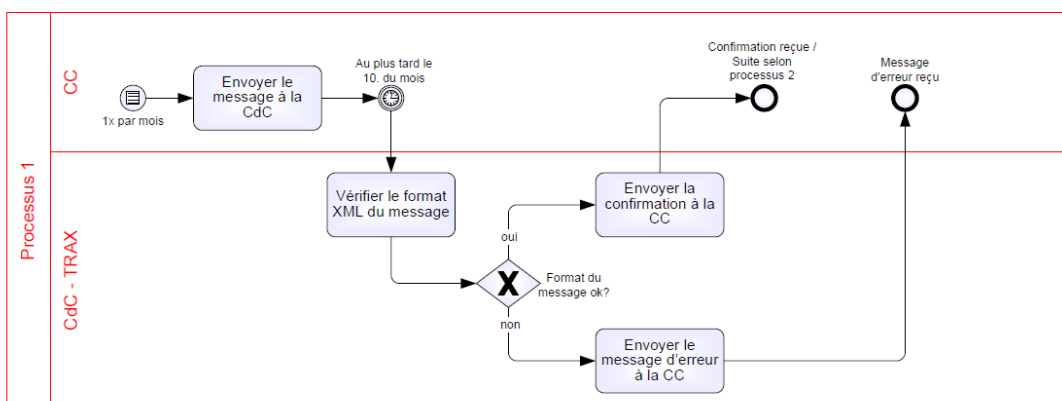 Processus 1
CC
1x par mois
Envoyer le
message à la
CdC
Au plus tard le
10. du mois
Confirmation reçue /
Suite selon
processus 2
Message
d'erreur reçu
CdC - TRAX
Vérifier le format
XML du message
oui
X
Format du
message ok?
non
Envoyer la
confirmation à la
CC
Envoyer le
message d'erreur
à la CC